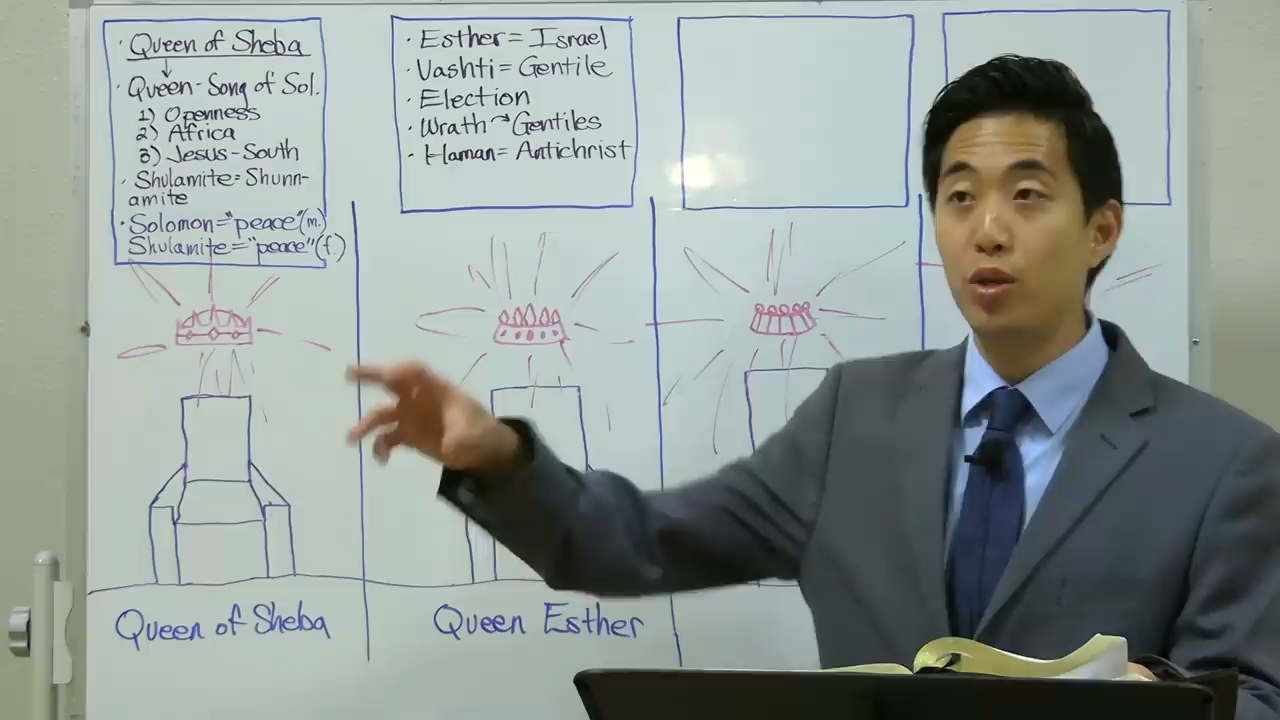 · Queen of Sheba
· Queen-Song of Sol.
1) Openness
2) Africa
3) Jesus-South
· Shulamite=Shunn-
amite
· Solomon="peace"(m.)
Shulamite="peace"(f.)
· Esther=Israel
· Vashti=Gentile
· Election
· Wrath→Gentiles
· Haman=Antichrist
Queen of Sheba
Queen Esther